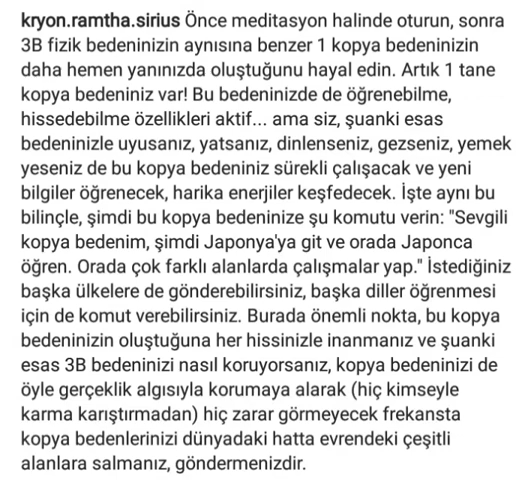 kryon.ramtha.sirius Önce meditasyon halinde oturun, sonra
3B fizik bedeninizin aynısına benzer 1 kopya bedeninizin
daha hemen yanınızda oluştuğunu hayal edin. Artık 1 tane
kopya bedeniniz var! Bu bedeninizde de öğrenebilme,
hissedebilme özellikleri aktif... ama siz, şuanki esas
bedeninizle uyusanız, yatsanız, dinlenseniz, gezseniz, yemek
yeseniz de bu kopya bedeniniz sürekli çalışacak ve yeni
bilgiler öğrenecek, harika enerjiler keşfedecek. İşte aynı bu
bilinçle, şimdi bu kopya bedeninize şu komutu verin: "Sevgili
kopya bedenim, şimdi Japonya'ya git ve orada Japonca
öğren. Orada çok farklı alanlarda çalışmalar yap." İstediğiniz
başka ülkelere de gönderebilirsiniz, başka diller öğrenmesi
için de komut verebilirsiniz. Burada önemli nokta, bu kopya
bedeninizin oluştuğuna her hissinizle inanmanız ve şuanki
esas 3B bedeninizi nasıl koruyorsanız, kopya bedeninizi de
öyle gerçeklik algısıyla korumaya alarak (hiç kimseyle
karma karıştırmadan) hiç zarar görmeyecek frekansta
kopya bedenlerinizi dünyadaki hatta evrendeki çeşitli
alanlara salmanız, göndermenizdir.